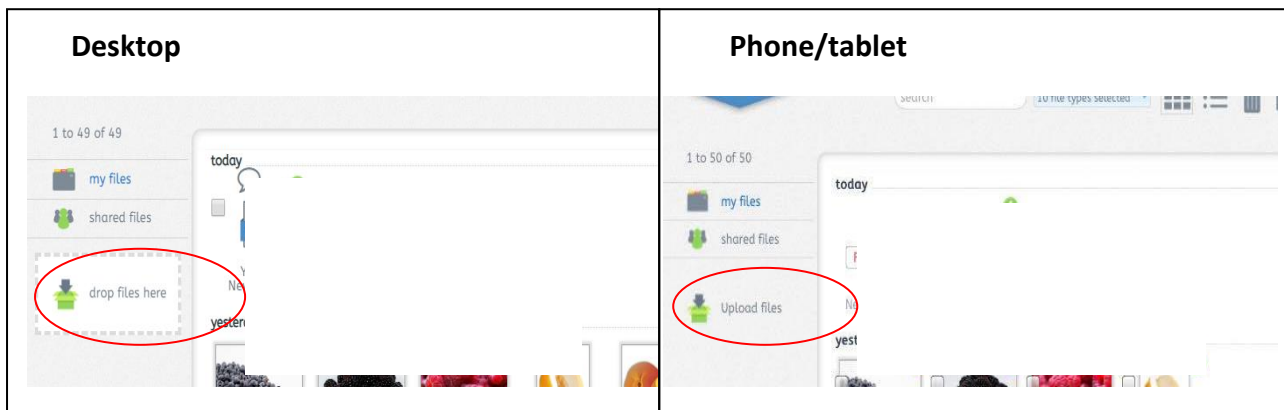 Desktop
1 to 49 of 49
my files
shared files
drop files here
today
Phone/tablet
search
10 file types selected
1 to 50 of 50
my files
shared files
Upload files
today